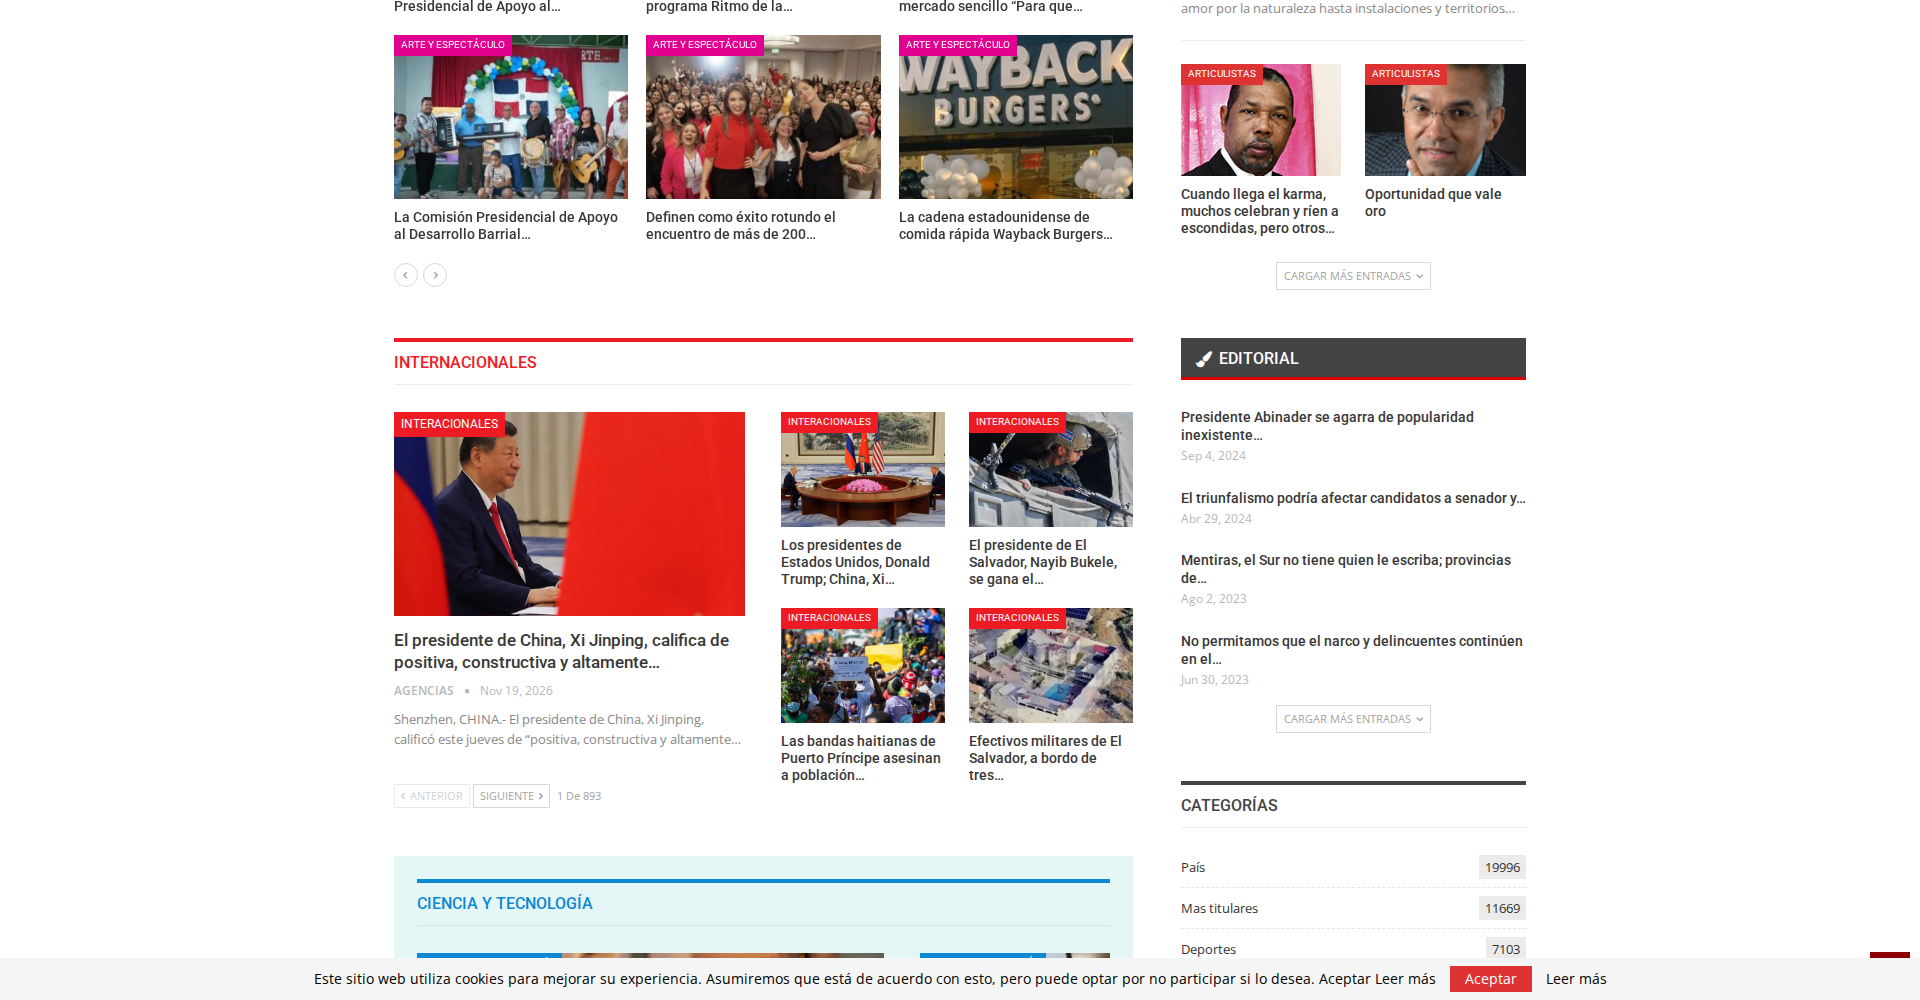 Presidencial de Apoyo al…
programa Ritmo de la…
mercado sencillo “Para que…
ARTE Y ESPECTÁCULO
La Comisión Presidencial de Apoyo
al Desarrollo Barrial…
ARTE Y ESPECTÁCULO
Definen como éxito rotundo el
encuentro de más de 200…
ARTE Y ESPECTÁCULO
WAYBACK
BURGERS
La cadena estadounidense de
comida rápida Wayback Burgers…
INTERNACIONALES
INTERACIONALES
El presidente de China, Xi Jinping, califica de
positiva, constructiva y altamente…
AGENCIAS Nov 19, 2026
Shenzhen, CHINA.- El presidente de China, Xi Jinping,
calificó este jueves de “positiva, constructiva y altamente…
INTERACIONALES
Los presidentes de
Estados Unidos, Donald
Trump; China, Xi…
INTERACIONALES
El presidente de El
Salvador, Nayib Bukele,
se gana el…
INTERACIONALES
Las bandas haitianas de
Puerto Príncipe asesinan
a población…
INTERACIONALES
Efectivos militares de El
Salvador, a bordo de
tres…
ANTERIOR SIGUIENTE 1 De 893
CIENCIA Y TECNOLOGÍA
amor por la naturaleza hasta instalaciones y territorios…
ARTICULISTAS
Cuando llega el karma,
muchos celebran y ríen a
escondidas, pero otros…
ARTICULISTAS
Oportunidad que vale
oro
CARGAR MÁS ENTRADAS
EDITORIAL
Presidente Abinader se agarra de popularidad
inexistente…
Sep 4, 2024
El triunfalismo podría afectar candidatos a senador y…
Abr 29, 2024
Mentiras, el Sur no tiene quien le escriba; provincias
de…
Ago 2, 2023
No permitamos que el narco y delincuentes continúen
en el…
Jun 30, 2023
CARGAR MÁS ENTRADAS
CATEGORÍAS
País 19996
Mas titulares 11669
Deportes 7103
Este sitio web utiliza cookies para mejorar su experiencia. Asumiremos que está de acuerdo con esto, pero puede optar por no participar si lo desea. Aceptar Leer más Aceptar Leer más